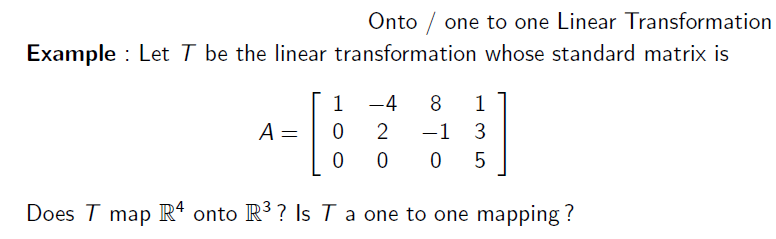 Onto / one to one Linear Transformation
Example : Let T be the linear transformation whose standard matrix is
A = [ 1 −4 8 1
0 2 −1 3
0 0 0 5 ]
Does T map ℝ⁴ onto ℝ³ ? Is T a one to one mapping ?